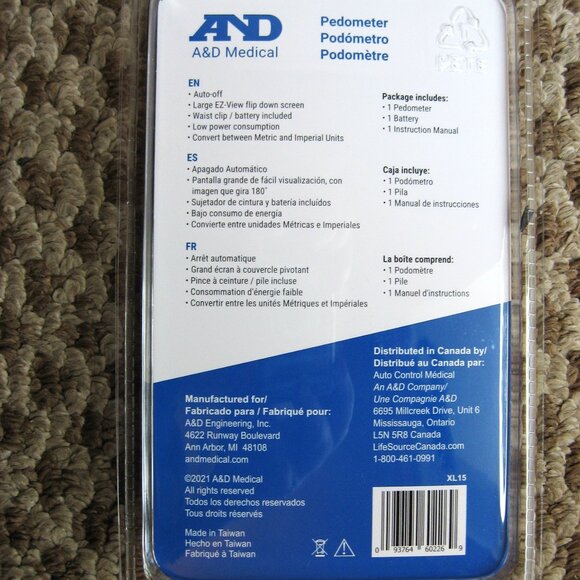 AND
A&D Medical
Pedometer
Podómetro
Podomètre
EN
• Auto-off
• Large EZ-View flip down screen
• Waist clip / battery included
• Low power consumption
• Convert between Metric and Imperial Units
Package includes:
• 1 Pedometer
• 1 Battery
• 1 Instruction Manual
ES
• Apagado Automático
• Pantalla grande de fácil visualización, con
imagen que gira 180˚
• Sujetador de cintura y batería incluídos
• Bajo consumo de energía
• Convierte entre unidades Métricas e Imperiales
Caja incluye:
• 1 Podómetro
• 1 Pila
• 1 Manual de instrucciones
FR
• Arrêt automatique
• Grand écran à couvercle pivotant
• Pince à ceinture / pile incluse
• Consommation d'énergie faible
• Convertir entre les unités Métriques et Impériales
La boîte comprend:
• 1 Podomètre
• 1 Pile
• 1 Manuel d'instructions
Manufactured for/
Fabricado para / Fabriqué pour:
A&D Engineering, Inc.
4622 Runway Boulevard
Ann Arbor, MI 48108
andmedical.com
©2021 A&D Medical
All rights reserved
Todos los derechos reservados
Tous droits réservés
Made in Taiwan
Hecho en Taiwan
Fabriqué à Taiwan
Distributed in Canada by/
Distribué au Canada par:
Auto Control Médical
An A&D Company/
Une Compagnie A&D
6695 Millcreek Drive, Unit 6
Mississauga, Ontario
L5N 5R8 Canada
LifeSourceCanada.com
1-800-461-0991
XL15
0 93764 60226 9